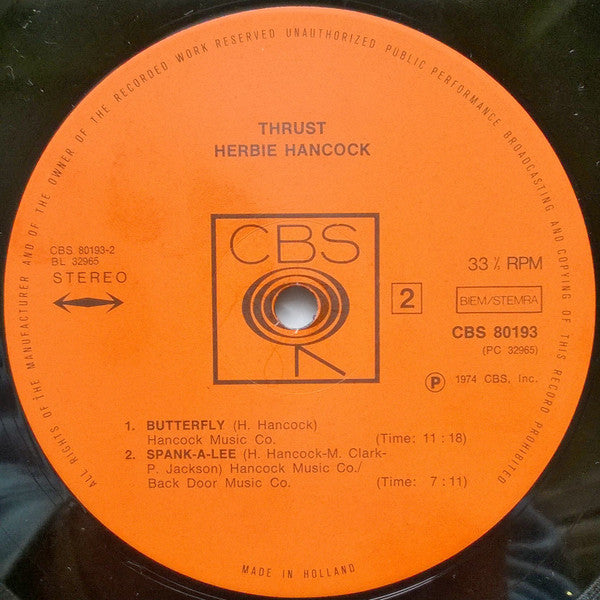 ALL RIGHTS OF THE MANUFACTURER AND OF THE OWNER OF THE RECORDED WORK RESERVED UNAUTHORIZED PUBLIC PERFORMANCE BROADCASTING AND COPYING OF THIS RECORD PROHIBITED
THRUST
HERBIE HANCOCK
CBS
CBS 80193-2
BL 32965
STEREO
33⅓ RPM
2
BIEM/STEMRA
CBS 80193
(PC 32965)
Ⓟ 1974 CBS, Inc.
1. BUTTERFLY (H. Hancock)
Hancock Music Co. (Time: 11:18)
2. SPANK-A-LEE (H. Hancock-M. Clark-
P. Jackson) Hancock Music Co./
Back Door Music Co. (Time: 7:11)
MADE IN HOLLAND